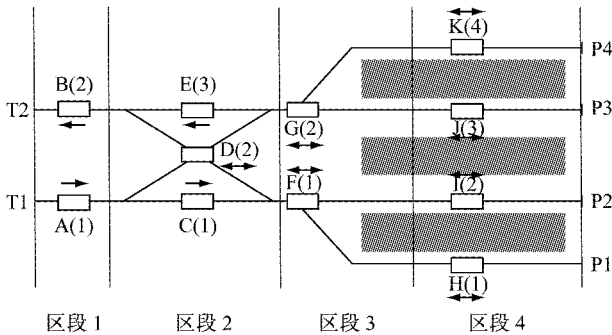 K(4)
P4
B(2) E(3)
T2 P3
G(2) J(3)
D(2)
F(1) I(2)
T1 P2
A(1) C(1)
P1
H(1)
区段 1 区段 2 区段 3 区段 4